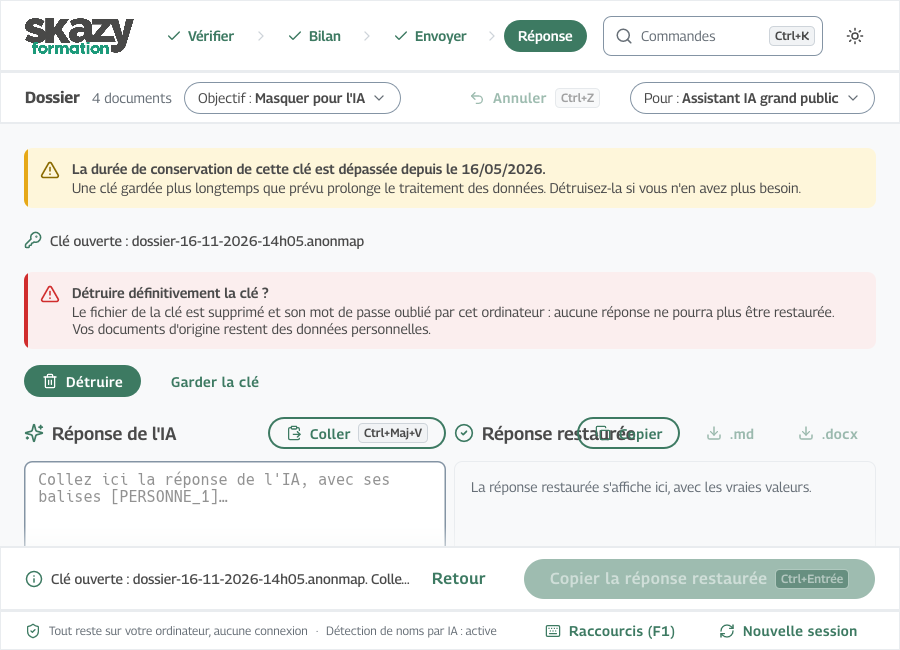 skazy
formation
Vérifier
Bilan
Envoyer
Réponse
Commandes
Ctrl+K
Dossier
4 documents
Objectif : Masquer pour l'IA
Annuler
Ctrl+Z
Pour : Assistant IA grand public
La durée de conservation de cette clé est dépassée depuis le 16/05/2026.
Une clé gardée plus longtemps que prévu prolonge le traitement des données. Détruisez-la si vous n'en avez plus besoin.
Clé ouverte : dossier-16-11-2026-14h05.anonmap
Détruire définitivement la clé ?
Le fichier de la clé est supprimé et son mot de passe oublié par cet ordinateur : aucune réponse ne pourra plus être restaurée.
Vos documents d'origine restent des données personnelles.
Détruire
Garder la clé
Réponse de l'IA
Coller
Ctrl+Maj+V
Réponse restaurée
Copier
.md
.docx
Collez ici la réponse de l'IA, avec ses
balises [PERSONNE_1]…
La réponse restaurée s'affiche ici, avec les vraies valeurs.
Clé ouverte : dossier-16-11-2026-14h05.anonmap. Colle…
Retour
Copier la réponse restaurée
Ctrl+Entrée
Tout reste sur votre ordinateur, aucune connexion · Détection de noms par IA : active
Raccourcis (F1)
Nouvelle session